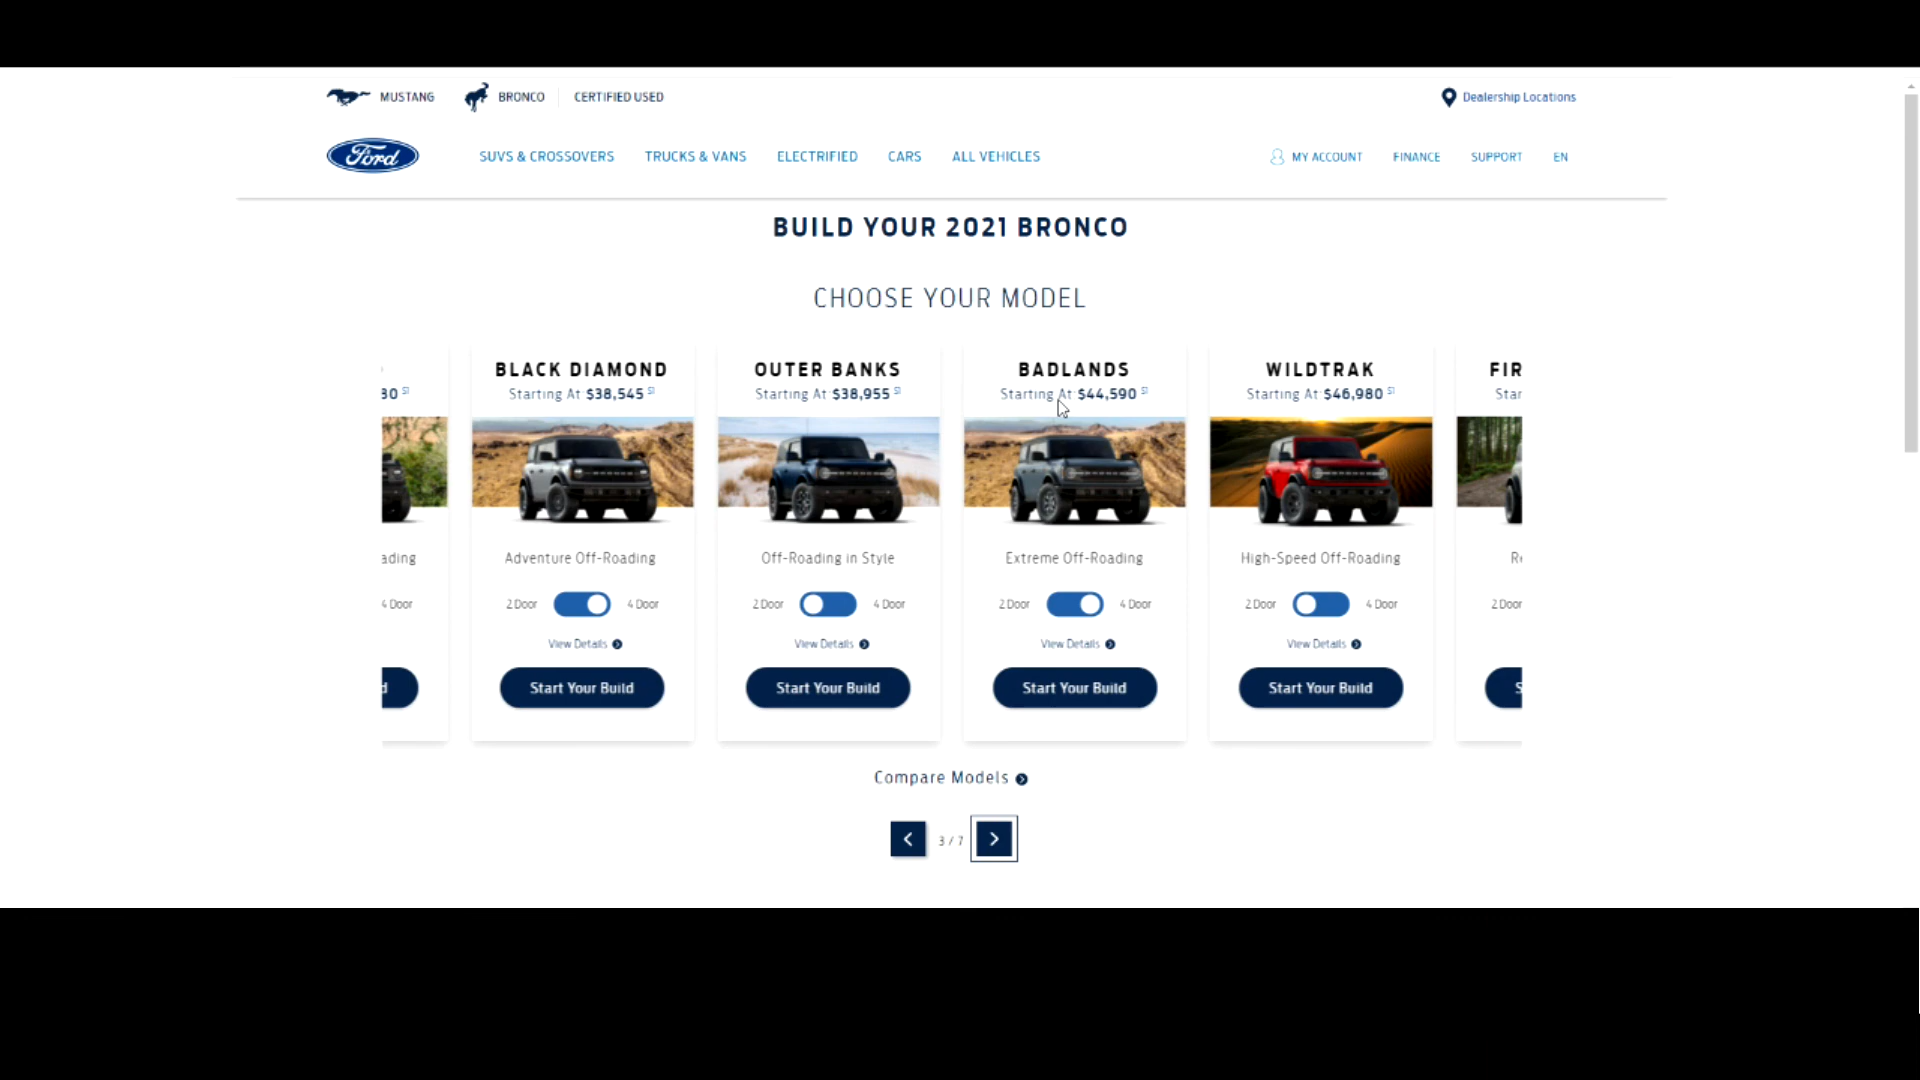 MUSTANG BRONCO CERTIFIED USED Dealership Locations
Ford SUVS & CROSSOVERS TRUCKS & VANS ELECTRIFIED CARS ALL VEHICLES MY ACCOUNT FINANCE SUPPORT EN
BUILD YOUR 2021 BRONCO
CHOOSE YOUR MODEL
BLACK DIAMOND OUTER BANKS BADLANDS WILDTRAK FIR
Starting At $38,545 Starting At $38,955 Starting At $44,590 Starting At $46,980 Star
Adventure Off-Roading Off-Roading in Style Extreme Off-Roading High-Speed Off-Roading
4 Door 2 Door 4 Door 2 Door 4 Door 2 Door 4 Door 2 Door 4 Door 2 Door
View Details View Details View Details View Details
Start Your Build Start Your Build Start Your Build Start Your Build S
Compare Models
3 / 7